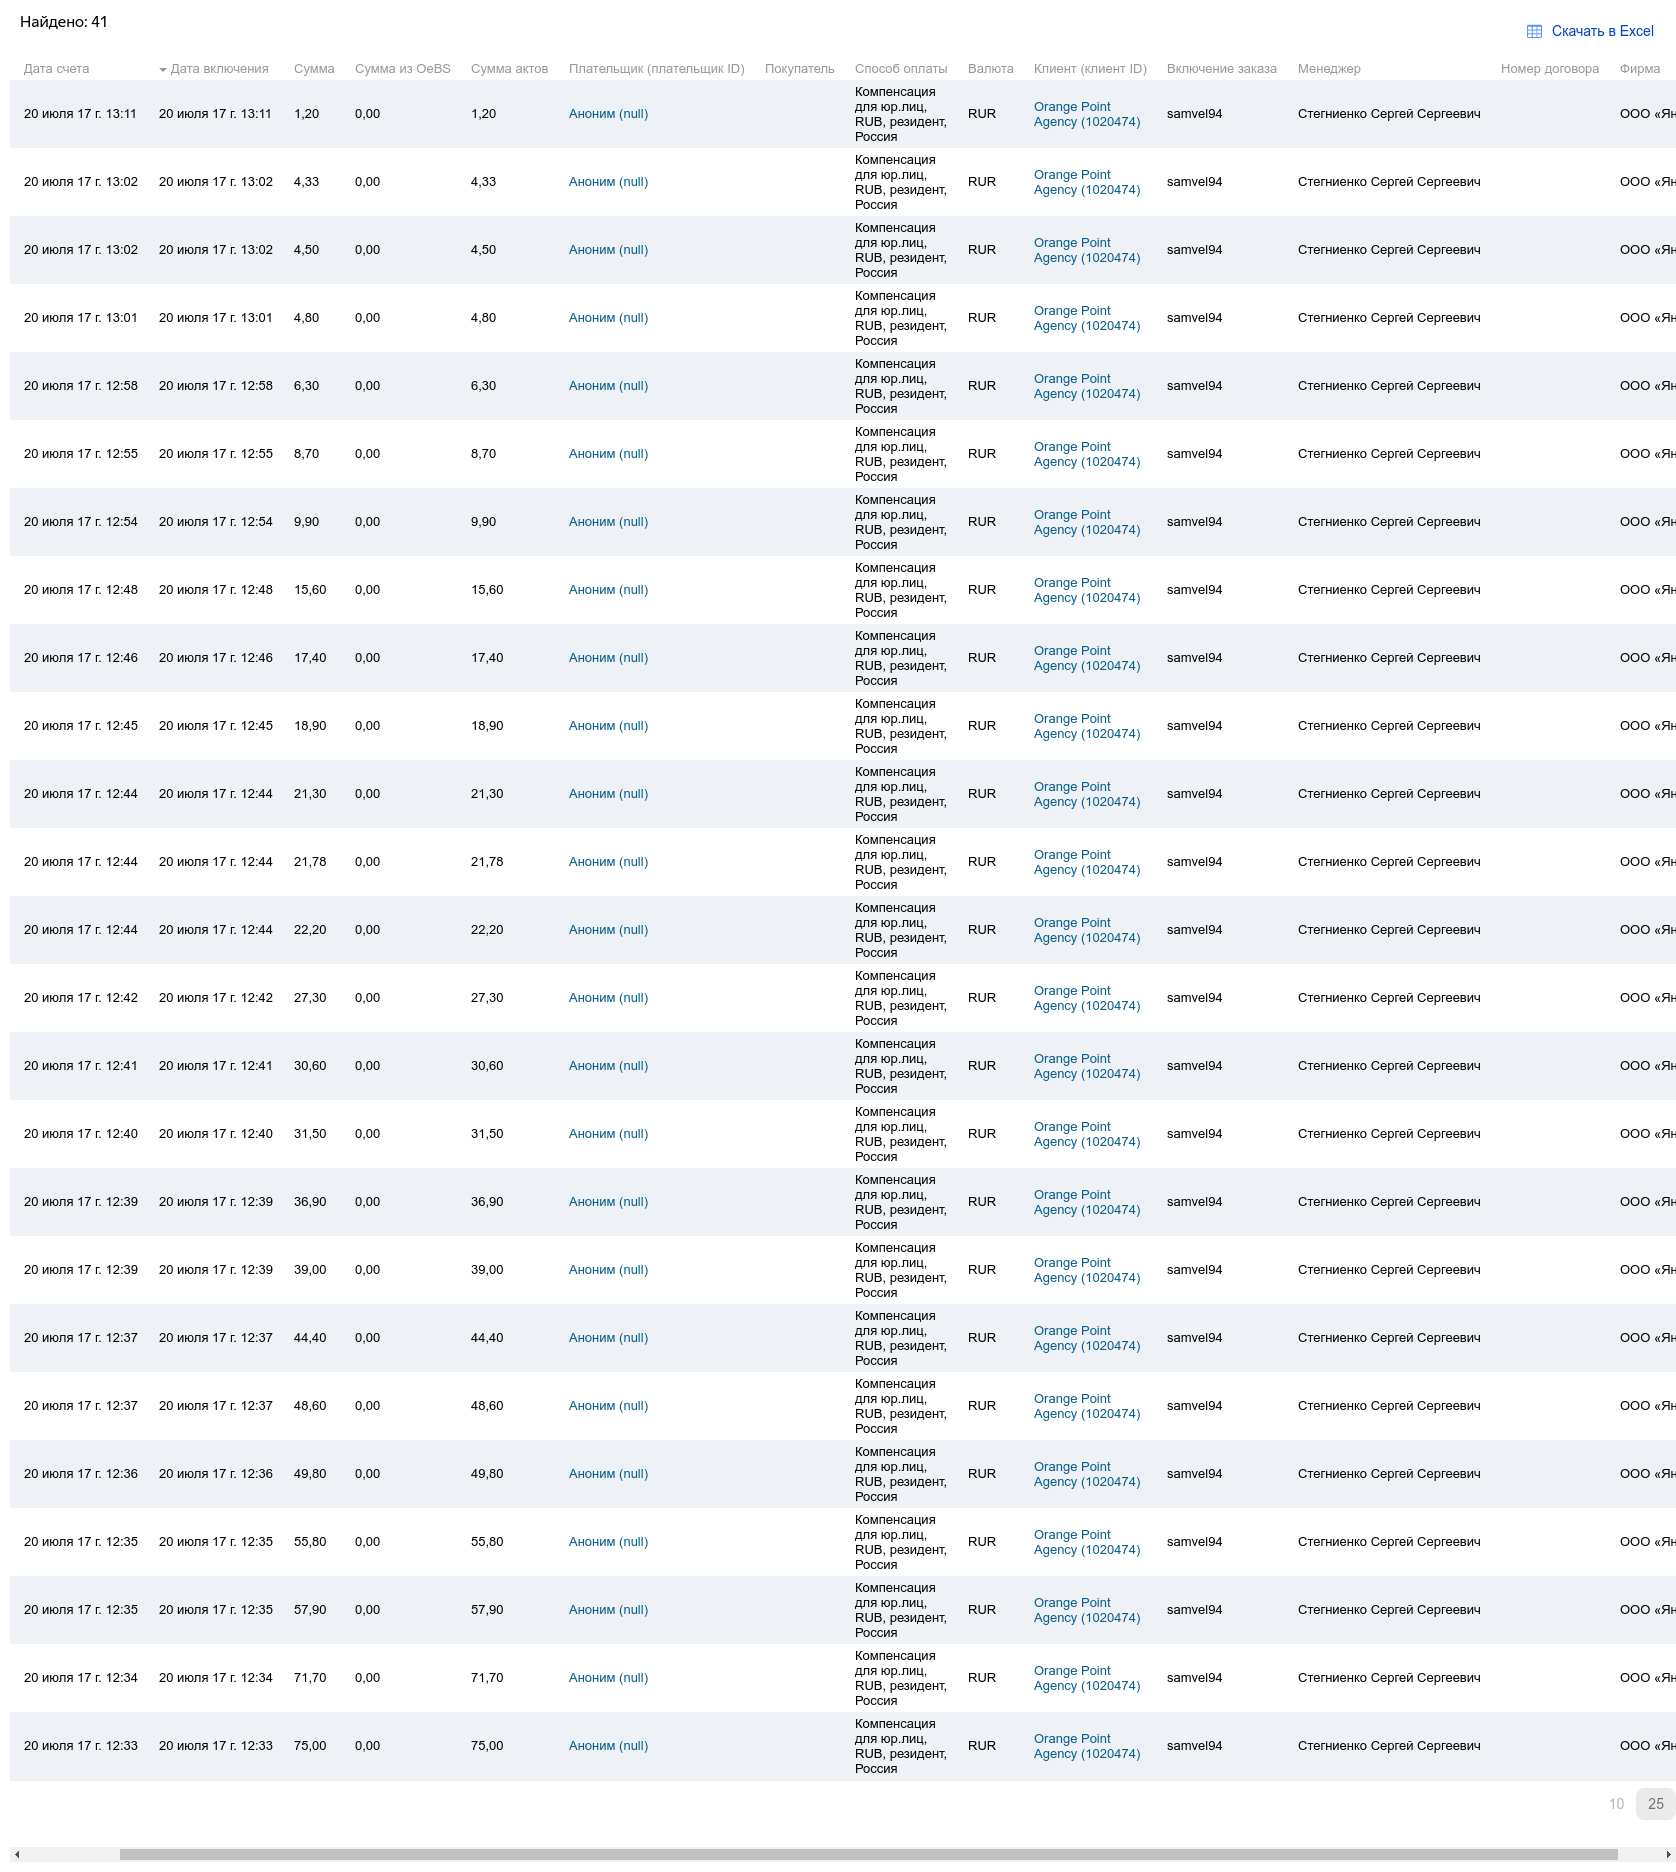 Найдено: 41
Скачать в Excel
Дата счета Дата включения Сумма Сумма из OeBS Сумма актов Плательщик (плательщик ID) Покупатель Способ оплаты Валюта Клиент (клиент ID) Включение заказа Менеджер Номер договора Фирма
20 июля 17 г. 13:11 20 июля 17 г. 13:11 1,20 0,00 1,20 Аноним (null) Компенсация для юр.лиц, RUB, резидент, Россия RUR Orange Point Agency (1020474) samvel94 Стегниенко Сергей Сергеевич ООО «Ян
20 июля 17 г. 13:02 20 июля 17 г. 13:02 4,33 0,00 4,33 Аноним (null) Компенсация для юр.лиц, RUB, резидент, Россия RUR Orange Point Agency (1020474) samvel94 Стегниенко Сергей Сергеевич ООО «Ян
20 июля 17 г. 13:02 20 июля 17 г. 13:02 4,50 0,00 4,50 Аноним (null) Компенсация для юр.лиц, RUB, резидент, Россия RUR Orange Point Agency (1020474) samvel94 Стегниенко Сергей Сергеевич ООО «Ян
20 июля 17 г. 13:01 20 июля 17 г. 13:01 4,80 0,00 4,80 Аноним (null) Компенсация для юр.лиц, RUB, резидент, Россия RUR Orange Point Agency (1020474) samvel94 Стегниенко Сергей Сергеевич ООО «Ян
20 июля 17 г. 12:58 20 июля 17 г. 12:58 6,30 0,00 6,30 Аноним (null) Компенсация для юр.лиц, RUB, резидент, Россия RUR Orange Point Agency (1020474) samvel94 Стегниенко Сергей Сергеевич ООО «Ян
20 июля 17 г. 12:55 20 июля 17 г. 12:55 8,70 0,00 8,70 Аноним (null) Компенсация для юр.лиц, RUB, резидент, Россия RUR Orange Point Agency (1020474) samvel94 Стегниенко Сергей Сергеевич ООО «Ян
20 июля 17 г. 12:54 20 июля 17 г. 12:54 9,90 0,00 9,90 Аноним (null) Компенсация для юр.лиц, RUB, резидент, Россия RUR Orange Point Agency (1020474) samvel94 Стегниенко Сергей Сергеевич ООО «Ян
20 июля 17 г. 12:48 20 июля 17 г. 12:48 15,60 0,00 15,60 Аноним (null) Компенсация для юр.лиц, RUB, резидент, Россия RUR Orange Point Agency (1020474) samvel94 Стегниенко Сергей Сергеевич ООО «Ян
20 июля 17 г. 12:46 20 июля 17 г. 12:46 17,40 0,00 17,40 Аноним (null) Компенсация для юр.лиц, RUB, резидент, Россия RUR Orange Point Agency (1020474) samvel94 Стегниенко Сергей Сергеевич ООО «Ян
20 июля 17 г. 12:45 20 июля 17 г. 12:45 18,90 0,00 18,90 Аноним (null) Компенсация для юр.лиц, RUB, резидент, Россия RUR Orange Point Agency (1020474) samvel94 Стегниенко Сергей Сергеевич ООО «Ян
20 июля 17 г. 12:44 20 июля 17 г. 12:44 21,30 0,00 21,30 Аноним (null) Компенсация для юр.лиц, RUB, резидент, Россия RUR Orange Point Agency (1020474) samvel94 Стегниенко Сергей Сергеевич ООО «Ян
20 июля 17 г. 12:44 20 июля 17 г. 12:44 21,78 0,00 21,78 Аноним (null) Компенсация для юр.лиц, RUB, резидент, Россия RUR Orange Point Agency (1020474) samvel94 Стегниенко Сергей Сергеевич ООО «Ян
20 июля 17 г. 12:44 20 июля 17 г. 12:44 22,20 0,00 22,20 Аноним (null) Компенсация для юр.лиц, RUB, резидент, Россия RUR Orange Point Agency (1020474) samvel94 Стегниенко Сергей Сергеевич ООО «Ян
20 июля 17 г. 12:42 20 июля 17 г. 12:42 27,30 0,00 27,30 Аноним (null) Компенсация для юр.лиц, RUB, резидент, Россия RUR Orange Point Agency (1020474) samvel94 Стегниенко Сергей Сергеевич ООО «Ян
20 июля 17 г. 12:41 20 июля 17 г. 12:41 30,60 0,00 30,60 Аноним (null) Компенсация для юр.лиц, RUB, резидент, Россия RUR Orange Point Agency (1020474) samvel94 Стегниенко Сергей Сергеевич ООО «Ян
20 июля 17 г. 12:40 20 июля 17 г. 12:40 31,50 0,00 31,50 Аноним (null) Компенсация для юр.лиц, RUB, резидент, Россия RUR Orange Point Agency (1020474) samvel94 Стегниенко Сергей Сергеевич ООО «Ян
20 июля 17 г. 12:39 20 июля 17 г. 12:39 36,90 0,00 36,90 Аноним (null) Компенсация для юр.лиц, RUB, резидент, Россия RUR Orange Point Agency (1020474) samvel94 Стегниенко Сергей Сергеевич ООО «Ян
20 июля 17 г. 12:39 20 июля 17 г. 12:39 39,00 0,00 39,00 Аноним (null) Компенсация для юр.лиц, RUB, резидент, Россия RUR Orange Point Agency (1020474) samvel94 Стегниенко Сергей Сергеевич ООО «Ян
20 июля 17 г. 12:37 20 июля 17 г. 12:37 44,40 0,00 44,40 Аноним (null) Компенсация для юр.лиц, RUB, резидент, Россия RUR Orange Point Agency (1020474) samvel94 Стегниенко Сергей Сергеевич ООО «Ян
20 июля 17 г. 12:37 20 июля 17 г. 12:37 48,60 0,00 48,60 Аноним (null) Компенсация для юр.лиц, RUB, резидент, Россия RUR Orange Point Agency (1020474) samvel94 Стегниенко Сергей Сергеевич ООО «Ян
20 июля 17 г. 12:36 20 июля 17 г. 12:36 49,80 0,00 49,80 Аноним (null) Компенсация для юр.лиц, RUB, резидент, Россия RUR Orange Point Agency (1020474) samvel94 Стегниенко Сергей Сергеевич ООО «Ян
20 июля 17 г. 12:35 20 июля 17 г. 12:35 55,80 0,00 55,80 Аноним (null) Компенсация для юр.лиц, RUB, резидент, Россия RUR Orange Point Agency (1020474) samvel94 Стегниенко Сергей Сергеевич ООО «Ян
20 июля 17 г. 12:35 20 июля 17 г. 12:35 57,90 0,00 57,90 Аноним (null) Компенсация для юр.лиц, RUB, резидент, Россия RUR Orange Point Agency (1020474) samvel94 Стегниенко Сергей Сергеевич ООО «Ян
20 июля 17 г. 12:34 20 июля 17 г. 12:34 71,70 0,00 71,70 Аноним (null) Компенсация для юр.лиц, RUB, резидент, Россия RUR Orange Point Agency (1020474) samvel94 Стегниенко Сергей Сергеевич ООО «Ян
20 июля 17 г. 12:33 20 июля 17 г. 12:33 75,00 0,00 75,00 Аноним (null) Компенсация для юр.лиц, RUB, резидент, Россия RUR Orange Point Agency (1020474) samvel94 Стегниенко Сергей Сергеевич ООО «Ян
10 25